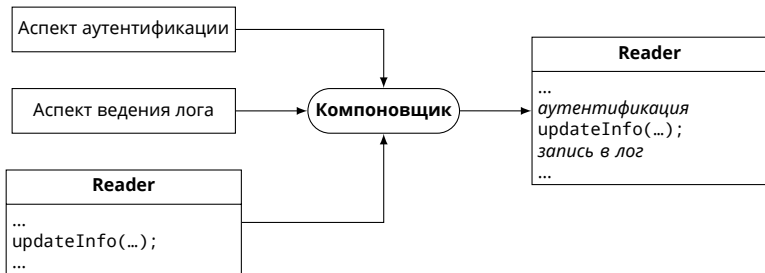 Аспект аутентификации
Аспект ведения лога
Reader
...
updateInfo(…);
...
Компоновщик
Reader
...
аутентификация
updateInfo(…);
запись в лог
...